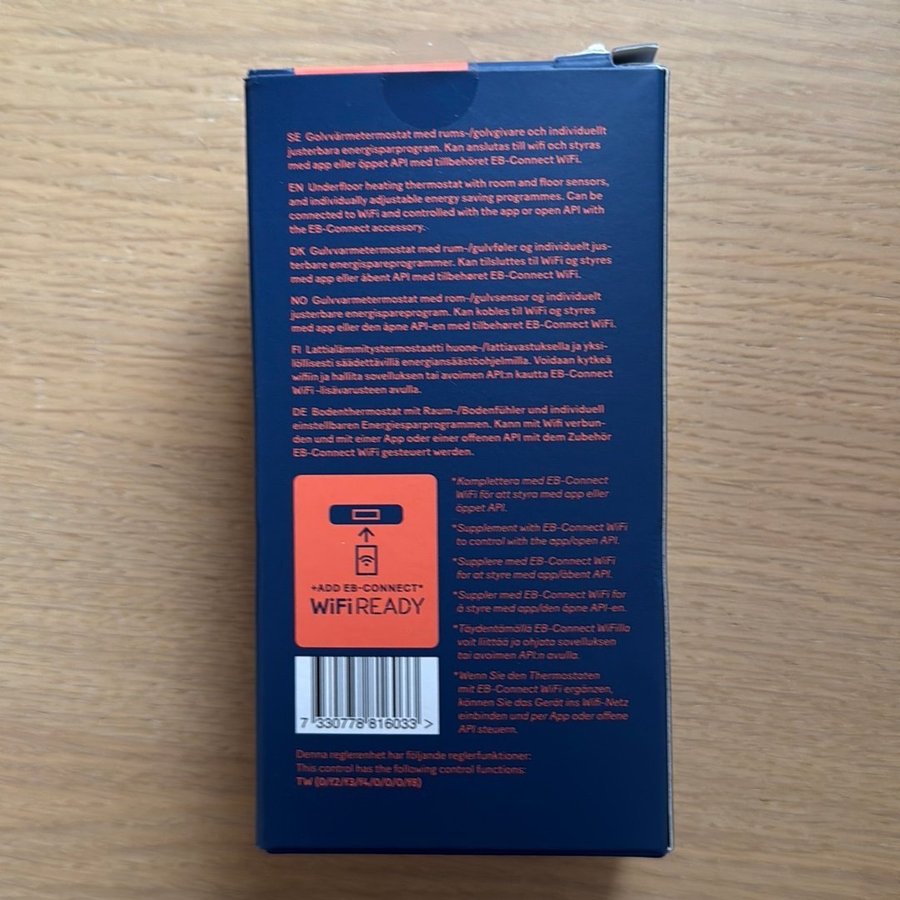 SE Golvvärmetermostat med rums-/golvgivare och individuellt
justerbara energisparprogram. Kan anslutas till wifi och styras
med app eller öppet API med tillbehöret EB-Connect WiFi.
EN Underfloor heating thermostat with room and floor sensors,
and individually adjustable energy saving programmes. Can be
connected to WiFi and controlled with the app or open API with
the EB-Connect accessory.
DK Gulvvarmetermostat med rum-/gulvføler og individuelt jus-
terbare energispareprogrammer. Kan tilsluttes til WiFi og styres
med app eller åbent API med tilbehøret EB-Connect WiFi.
NO Gulvvarmetermostat med rom-/gulvsensor og individuelt
justerbare energispareprogram. Kan kobles til WiFi og styres
med app eller den åpne API-en med tilbehøret EB-Connect WiFi.
FI Lattialämmitystermostaatti huone-/lattiavastuksella ja yksi-
löllisesti säädettävillä energiansäästöohjelmilla. Voidaan kytkeä
wifiin ja hallita sovelluksen tai avoimen API:n kautta EB-Connect
WiFi -lisävarusteen avulla.
DE Bodenthermostat mit Raum-/Bodenfühler und individuell
einstellbaren Energiesparprogrammen. Kann mit Wifi verbun-
den und mit einer App oder einer offenen API mit dem Zubehör
EB-Connect WiFi gesteuert werden.
+ADD EB-CONNECT*
WiFi READY
*Komplettera med EB-Connect
WiFi för att styra med app eller
öppet API.
*Supplement with EB-Connect WiFi
to control with the app/open API.
*Supplere med EB-Connect WiFi
for at styre med app/åbent API.
*Suppler med EB-Connect WiFi for
å styre med app/den åpne API-en.
*Täydentämällä EB-Connect WiFilla
voit liittää ja ohjata sovelluksen
tai avoimen API:n avulla.
*Wenn Sie den Thermostaten
mit EB-Connect WiFi ergänzen,
können Sie das Gerät ins Wifi-Netz
einbinden und per App oder offene
API steuern.
7 330778 816033 >
Denna reglerenhet har följande reglerfunktioner:
This control has the following control functions:
TW (0/f2/f3/f4/0/0/0/f8)